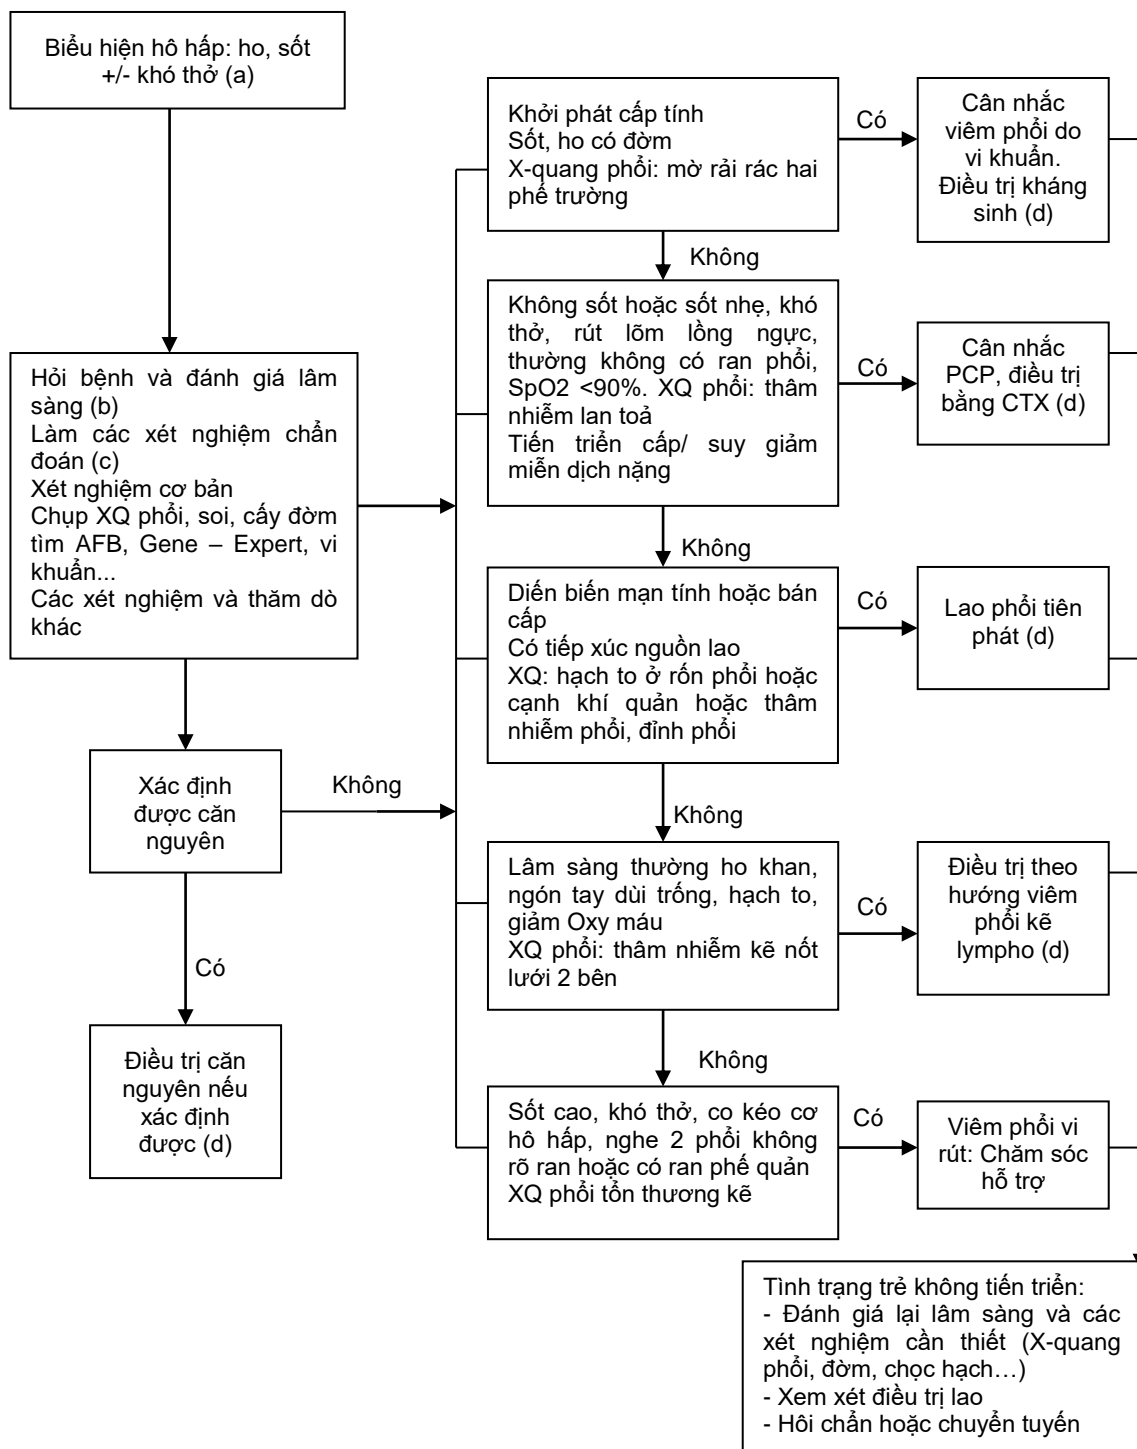 Biểu hiện hô hấp: ho, sốt
+/- khó thở (a)
Hỏi bệnh và đánh giá lâm
sàng (b)
Làm các xét nghiệm chẩn
đoán (c)
Xét nghiệm cơ bản
Chụp XQ phổi, soi, cấy đờm
tìm AFB, Gene – Expert, vi
khuẩn...
Các xét nghiệm và thăm dò
khác
Xác định
được căn
nguyên
Không
Có
Điều trị căn
nguyên nếu
xác định
được (d)
Khởi phát cấp tính
Sốt, ho có đờm
X-quang phổi: mờ rải rác hai
phế trường
Có
Cân nhắc
viêm phổi do
vi khuẩn.
Điều trị kháng
sinh (d)
Không
Không sốt hoặc sốt nhẹ, khó
thở, rút lõm lồng ngực,
thường không có ran phổi,
SpO2 <90%. XQ phổi: thâm
nhiễm lan toả
Tiến triển cấp/ suy giảm
miễn dịch nặng
Có
Cân nhắc
PCP, điều trị
bằng CTX (d)
Không
Diến biến mạn tính hoặc bán
cấp
Có tiếp xúc nguồn lao
XQ: hạch to ở rốn phổi hoặc
cạnh khí quản hoặc thâm
nhiễm phổi, đỉnh phổi
Có
Lao phổi tiên
phát (d)
Không
Lâm sàng thường ho khan,
ngón tay dùi trống, hạch to,
giảm Oxy máu
XQ phổi: thâm nhiễm kẽ nốt
lưới 2 bên
Có
Điều trị theo
hướng viêm
phổi kẽ
lympho (d)
Không
Sốt cao, khó thở, co kéo cơ
hô hấp, nghe 2 phổi không
rõ ran hoặc có ran phế quản
XQ phổi tổn thương kẽ
Có
Viêm phổi vi
rút: Chăm sóc
hỗ trợ
Tình trạng trẻ không tiến triển:
- Đánh giá lại lâm sàng và các
xét nghiệm cần thiết (X-quang
phổi, đờm, chọc hạch…)
- Xem xét điều trị lao
- Hôi chẩn hoặc chuyển tuyến